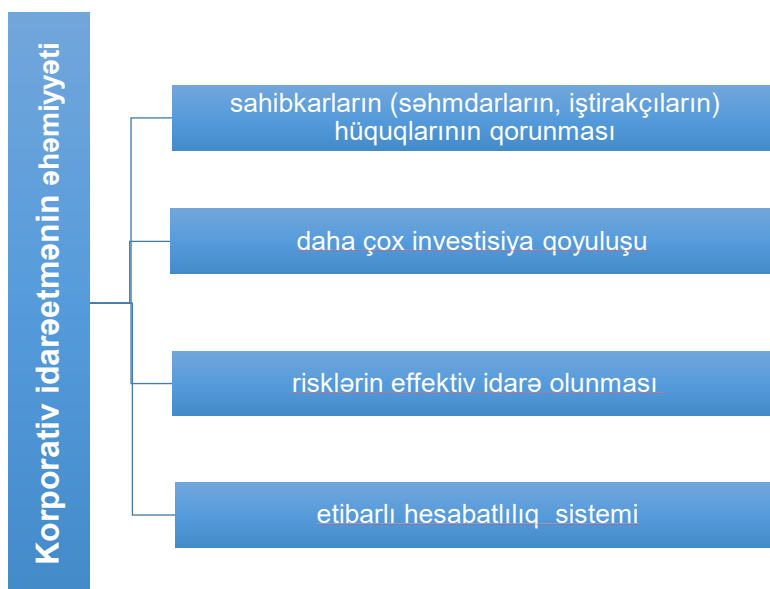 Korporativ idarəetmənin əhəmiyyəti
sahibkarların (səhmdarların, iştirakçıların)
hüquqlarının qorunması
daha çox investisiya qoyuluşu
risklərin effektiv idarə olunması
etibarlı hesabatlılıq sistemi